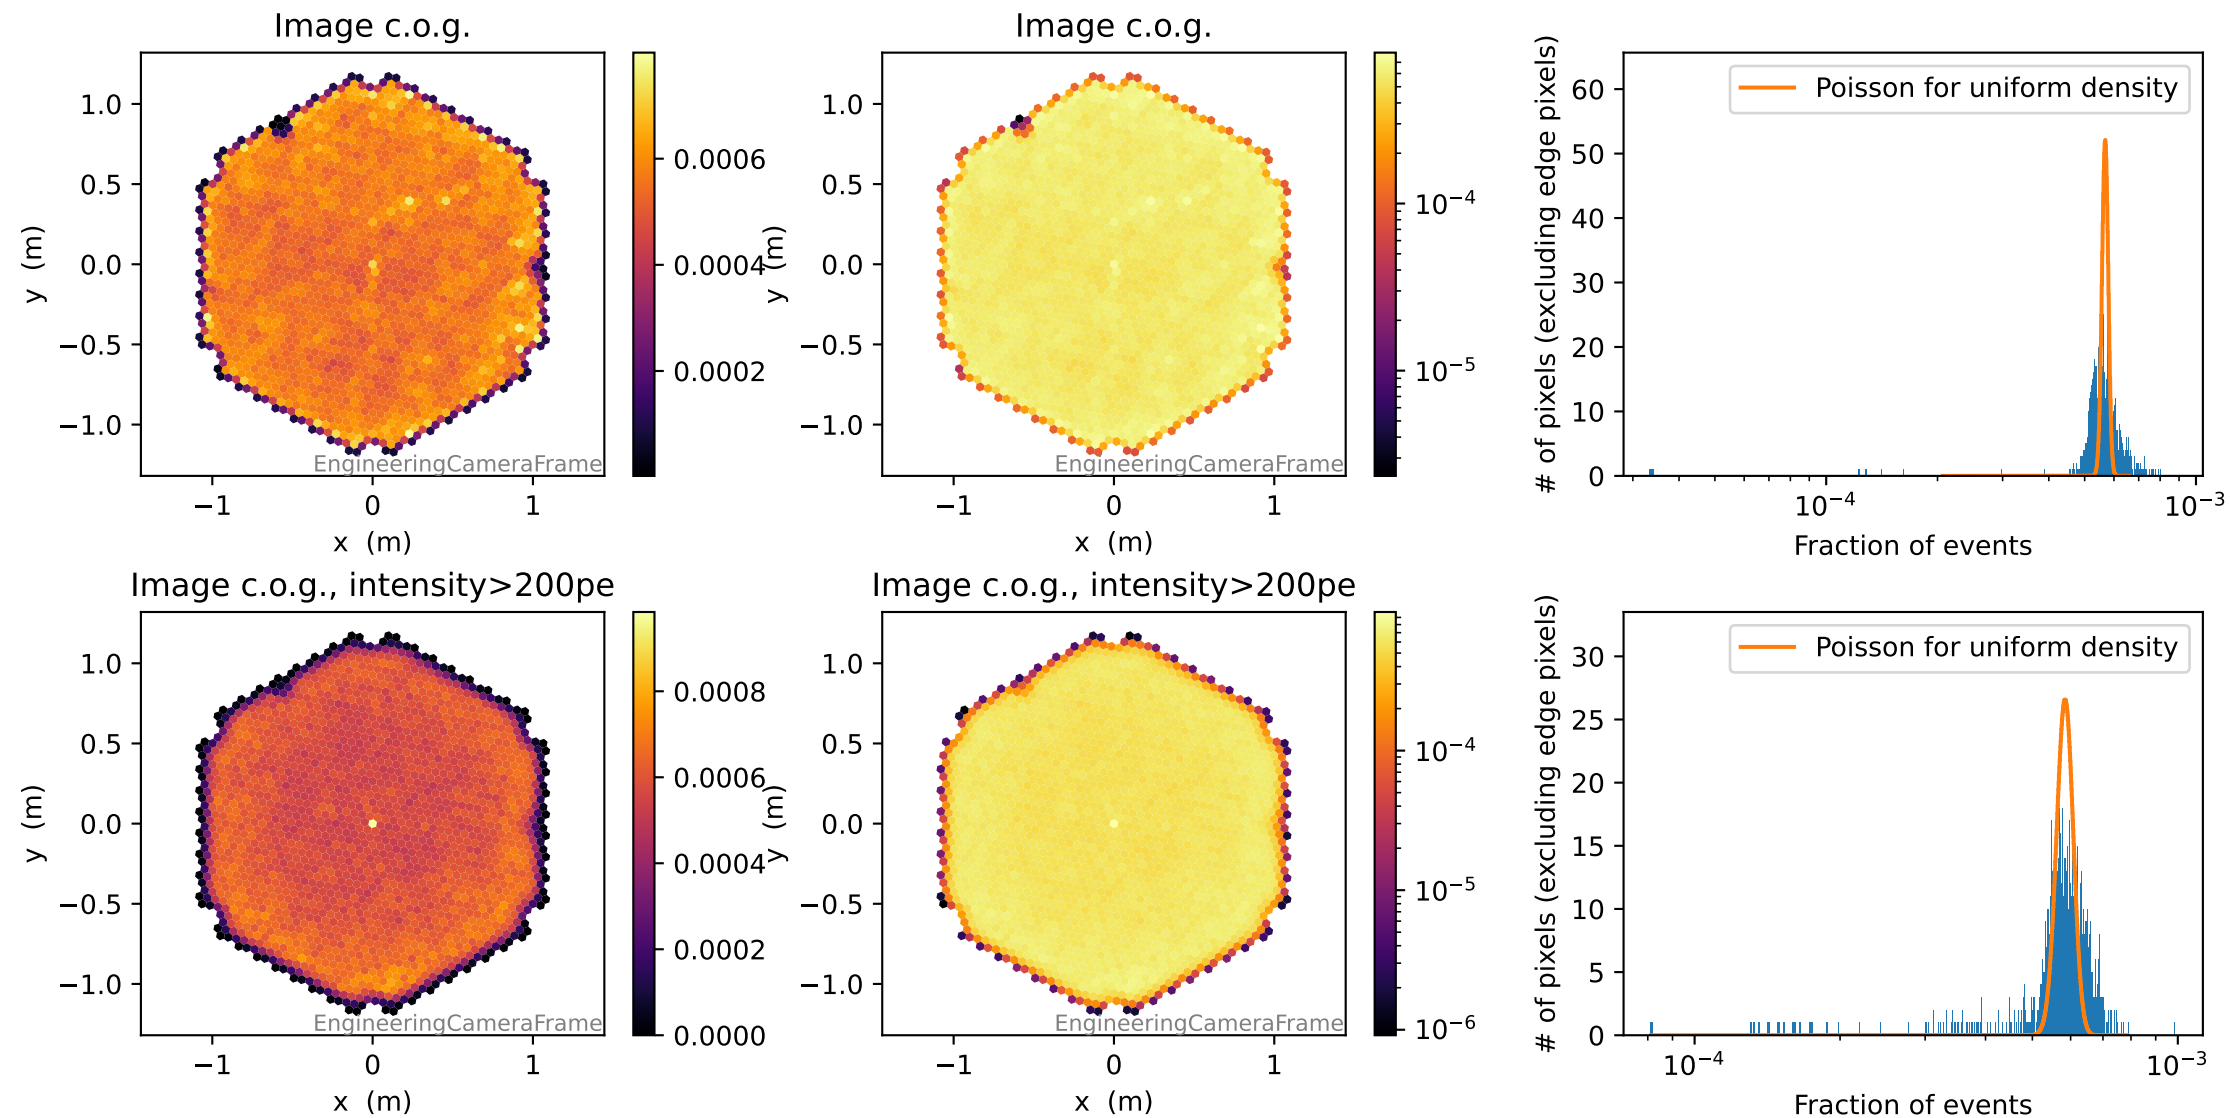 Image c.o.g.
1.0
0.5
0.0
−0.5
−1.0
y (m)
−1
0
1
x (m)
EngineeringCameraFrame
0.0006
0.0004
0.0002
Image c.o.g.
1.0
0.5
0.0
−0.5
−1.0
y (m)
−1
0
1
x (m)
EngineeringCameraFrame
10−4
10−5
Poisson for uniform density
60
50
40
30
20
10
0
# of pixels (excluding edge pixels)
10−4
10−3
Fraction of events
Image c.o.g., intensity>200pe
1.0
0.5
0.0
−0.5
−1.0
y (m)
−1
0
1
x (m)
EngineeringCameraFrame
0.0008
0.0006
0.0004
0.0002
0.0000
Image c.o.g., intensity>200pe
1.0
0.5
0.0
−0.5
−1.0
y (m)
−1
0
1
x (m)
EngineeringCameraFrame
10−4
10−5
10−6
Poisson for uniform density
30
25
20
15
10
5
0
# of pixels (excluding edge pixels)
10−4
10−3
Fraction of events